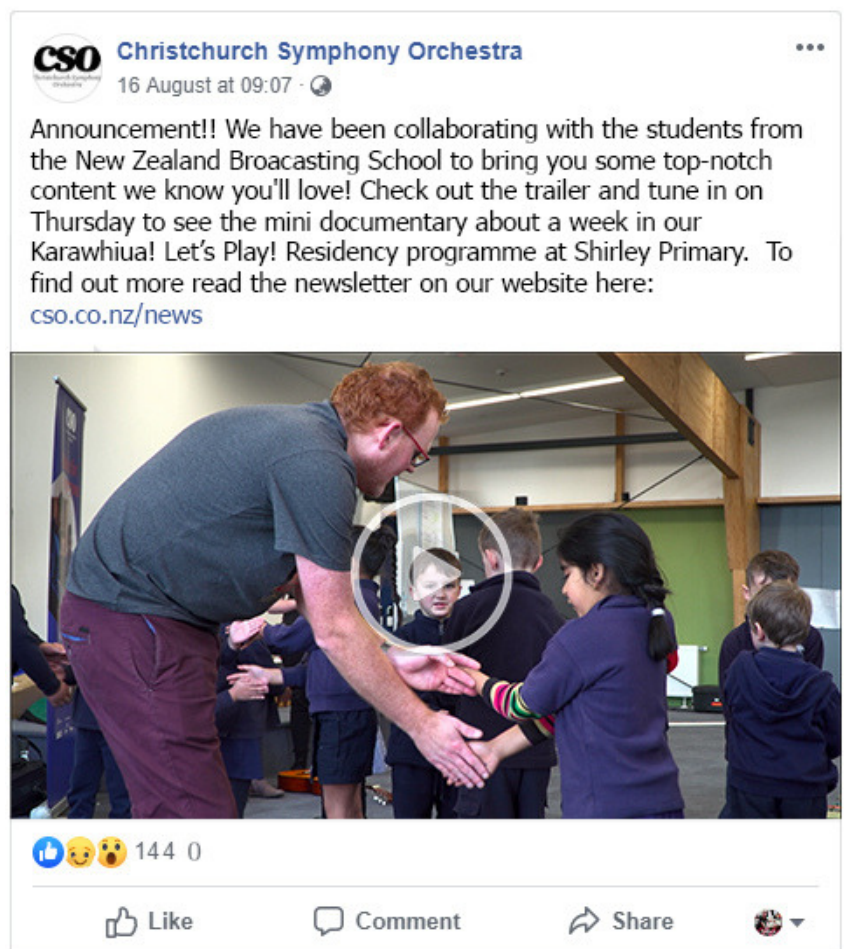 CSO
Christchurch Symphony Orchestra
Christchurch Symphony Orchestra
16 August at 09:07 ·
Announcement!! We have been collaborating with the students from
the New Zealand Broacasting School to bring you some top-notch
content we know you'll love! Check out the trailer and tune in on
Thursday to see the mini documentary about a week in our
Karawhiua! Let’s Play! Residency programme at Shirley Primary.  To
find out more read the newsletter on our website here:
cso.co.nz/news
144 0
Like Comment Share